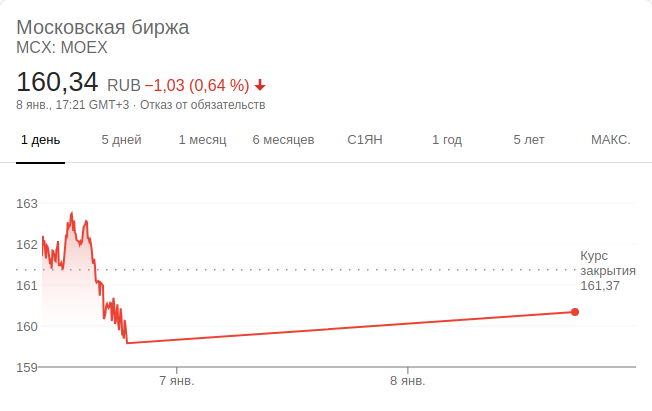 Московская биржа
MCX: MOEX
160,34 RUB −1,03 (0,64 %)
8 янв., 17:21 GMT+3 · Отказ от обязательств
1 день 5 дней 1 месяц 6 месяцев С1ЯН 1 год 5 лет МАКС.
163
162
Курс
закрытия
161,37
161
160
159
7 янв. 8 янв.